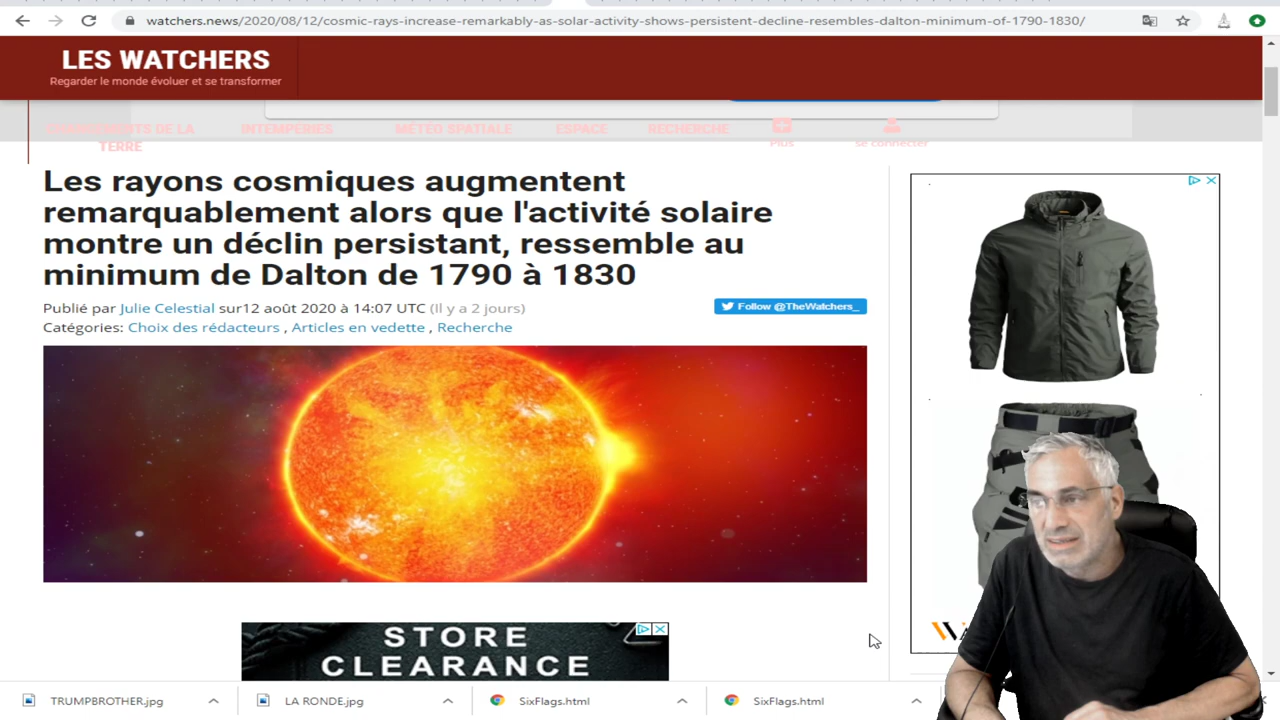 watchers.news/2020/08/12/cosmic-rays-increase-remarkably-as-solar-activity-shows-persistent-decline-resembles-dalton-minimum-of-1790-1830/
LES WATCHERS
Regarder le monde évoluer et se transformer
DE LA TERRE
INTEMPÉRIES
MÉTÉO SPATIALE
ESPACE
RECHERCHE
Plus
se connecter
Les rayons cosmiques augmentent
remarquablement alors que l'activité solaire
montre un déclin persistant, ressemble au
minimum de Dalton de 1790 à 1830
Publié par Julie Celestial sur12 août 2020 à 14:07 UTC (Il y a 2 jours)
Follow @TheWatchers_
Catégories: Choix des rédacteurs , Articles en vedette , Recherche
STORE
CLEARANCE
TRUMPBROTHER.jpg
LA RONDE.jpg
SixFlags.html
SixFlags.html